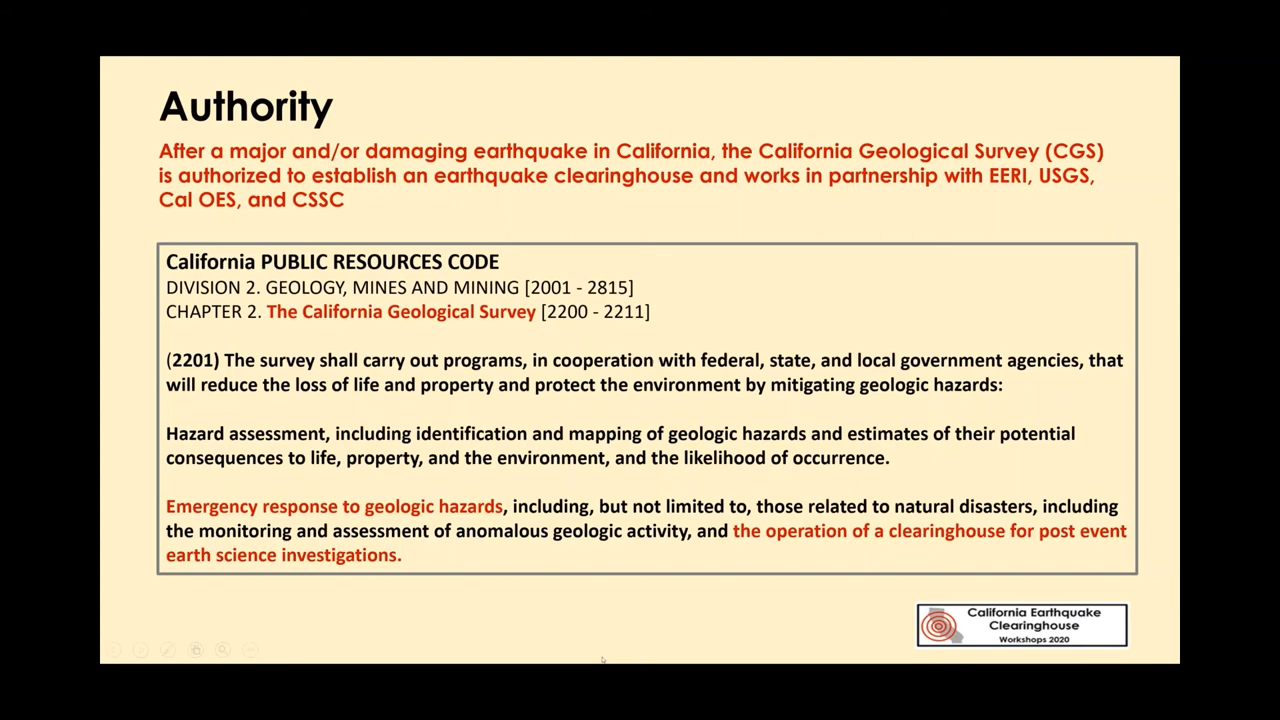 Authority
After a major and/or damaging earthquake in California, the California Geological Survey (CGS)
is authorized to establish an earthquake clearinghouse and works in partnership with EERI, USGS,
Cal OES, and CSSC
California PUBLIC RESOURCES CODE
DIVISION 2. GEOLOGY, MINES AND MINING [2001 - 2815]
CHAPTER 2. The California Geological Survey [2200 - 2211]
(2201) The survey shall carry out programs, in cooperation with federal, state, and local government agencies, that
will reduce the loss of life and property and protect the environment by mitigating geologic hazards:
Hazard assessment, including identification and mapping of geologic hazards and estimates of their potential
consequences to life, property, and the environment, and the likelihood of occurrence.
Emergency response to geologic hazards, including, but not limited to, those related to natural disasters, including
the monitoring and assessment of anomalous geologic activity, and the operation of a clearinghouse for post event
earth science investigations.
California Earthquake
Clearinghouse
Workshops 2020